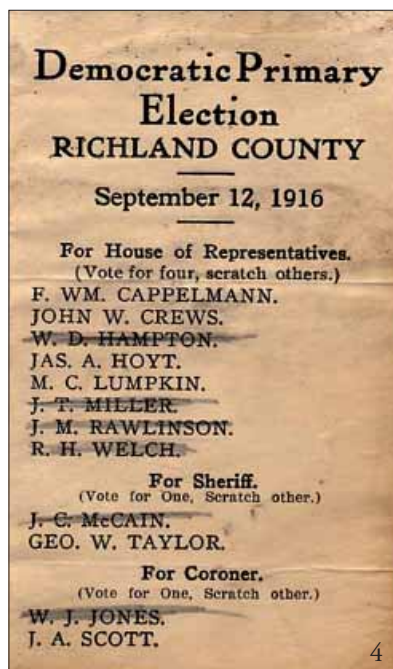 Democratic Primary
Election
RICHLAND COUNTY
September 12, 1916
For House of Representatives.
(Vote for four, scratch others.)
F. WM. CAPPELMANN.
JOHN W. CREWS.
W. D. HAMPTON.
JAS. A. HOYT.
M. C. LUMPKIN.
J. T. MILLER.
J. M. RAWLINSON.
R. H. WELCH.
For Sheriff.
(Vote for One, Scratch other.)
J. C. McCAIN.
GEO. W. TAYLOR.
For Coroner.
(Vote for One, Scratch other.)
W. J. JONES.
J. A. SCOTT.
4